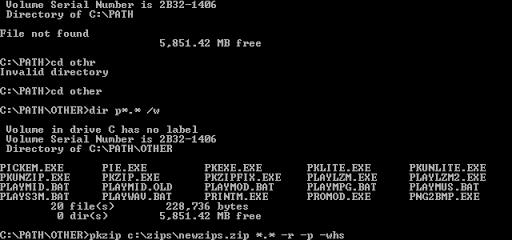 Volume Serial Number is 2B32-1406
 Directory of C:\PATH
File not found
                          5,851.42 MB free
C:\PATH>cd othr
Invalid directory
C:\PATH>cd other
C:\PATH\OTHER>dir p*.* /w
 Volume in drive C has no label
 Volume Serial Number is 2B32-1406
 Directory of C:\PATH\OTHER
PICKEM.EXE      PIE.EXE         PKEXE.EXE       PKLITE.EXE      PKUNLITE.EXE
PKUNZIP.EXE     PKZIP.EXE       PKZIPFIX.EXE    PLAYLZM.EXE     PLAYLZM2.EXE
PLAYMID.BAT     PLAYMID.OLD     PLAYMOD.BAT     PLAYMPG.BAT     PLAYMUS.BAT
PLAYS3M.BAT     PLAYWAV.BAT     PRINTM.EXE      PROMOD.EXE      PNG2BMP.EXE
        20 file(s)        228,736 bytes
         0 dir(s)       5,851.42 MB free
C:\PATH\OTHER>pkzip c:\zips\newzips.zip *.* -r -p -whs